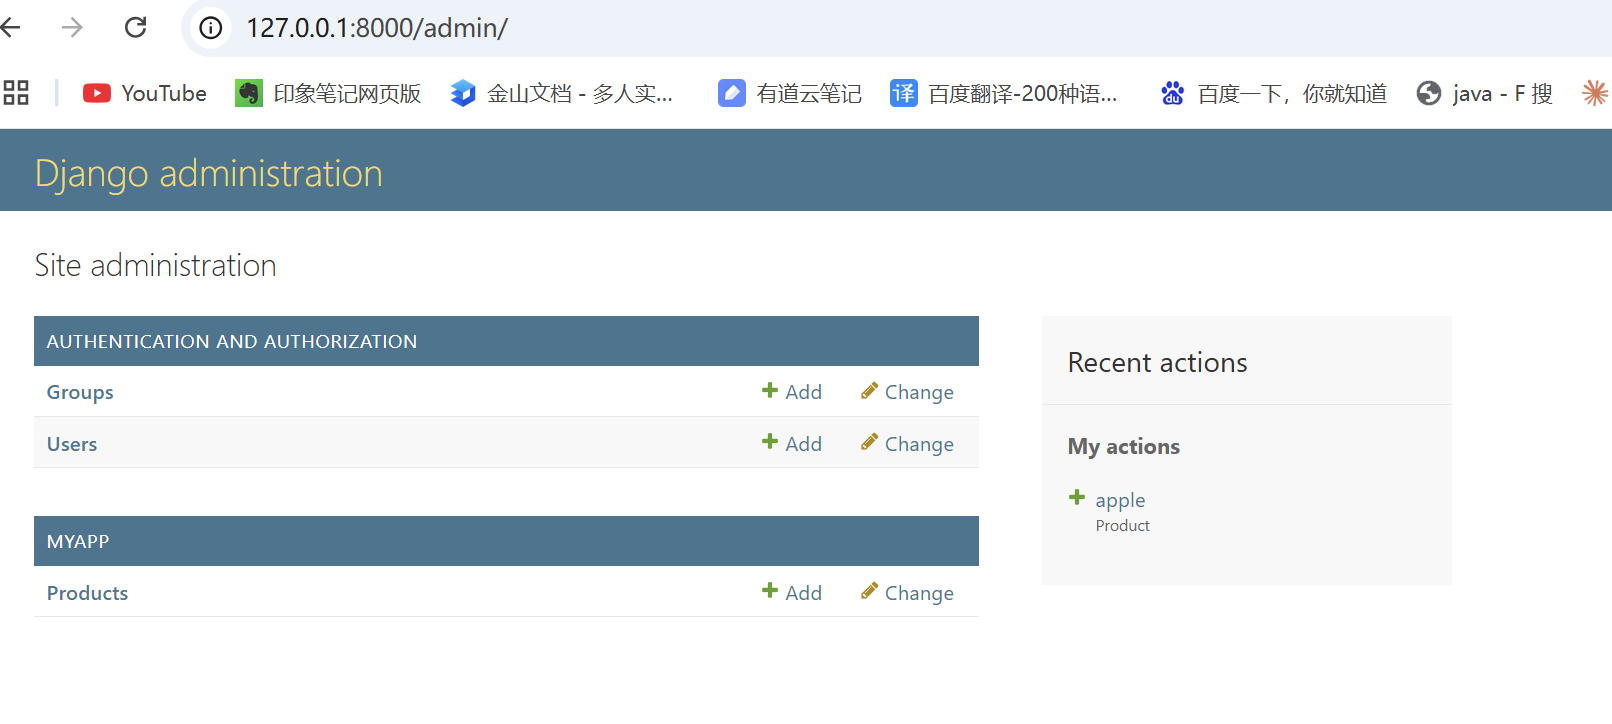 127.0.0.1:8000/admin/
YouTube 印象笔记网页版 金山文档 - 多人实... 有道云笔记 译 百度翻译-200种语... du 百度一下，你就知道 java - F 搜
Django administration
Site administration
AUTHENTICATION AND AUTHORIZATION
Groups Add Change
Users Add Change
MYAPP
Products Add Change
Recent actions
My actions
apple
Product